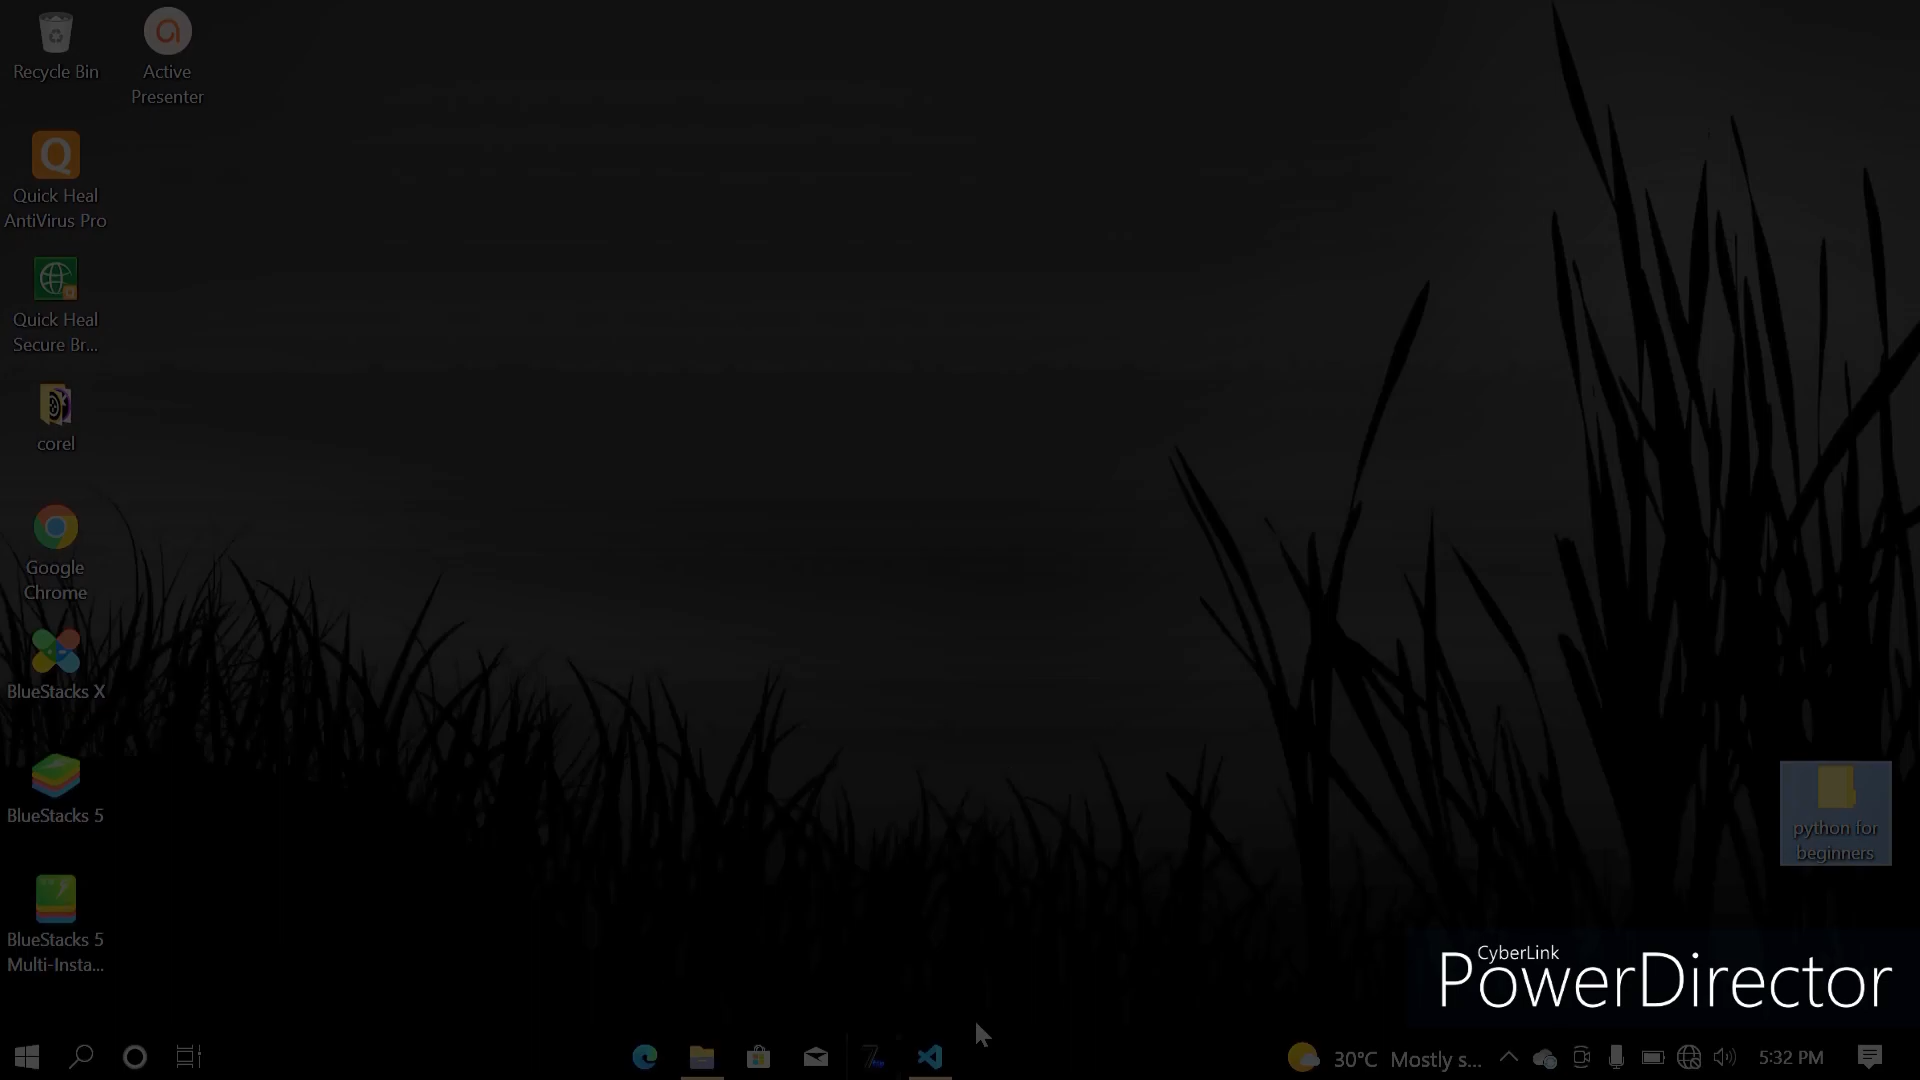 Recycle Bin
Active
Presenter
Quick Heal
AntiVirus Pro
Quick Heal
Secure Br...
corel
Google
Chrome
BlueStacks X
BlueStacks 5
BlueStacks 5
Multi-Insta...
python for
beginners
CyberLink
PowerDirector
30°C Mostly s...
5:32 PM